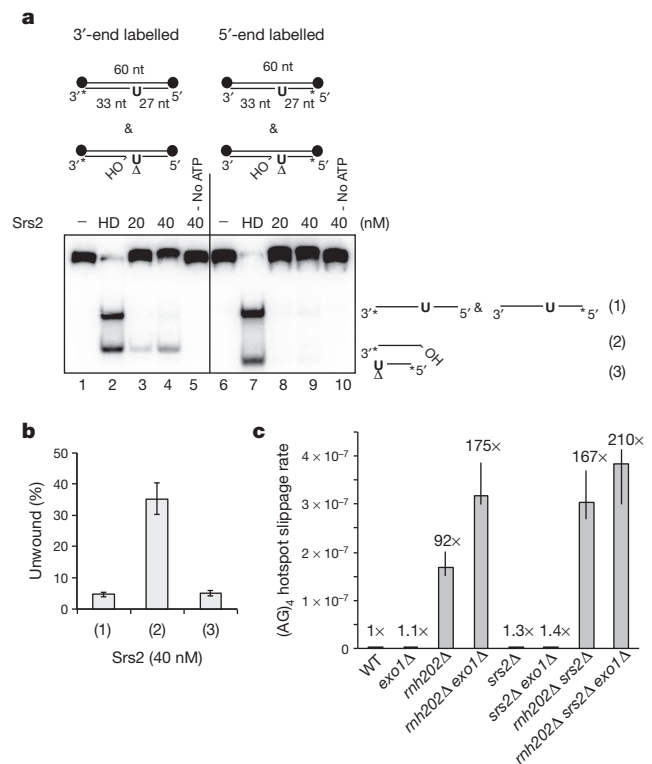 a
3′-end labelled 5′-end labelled
60 nt 60 nt
U U
3′* 33 nt 27 nt 5′ 3′ 33 nt 27 nt * 5′
& &
U U
3′* HO Δ 5′ 3′ HO Δ * 5′
- No ATP - No ATP
Srs2 – HD 20 40 40 – HD 20 40 40 (nM)
3′* U 5′ & 3′ U *5′ (1)
3′* OH (2)
U *5′ (3)
Δ
1 2 3 4 5 6 7 8 9 10
b
Unwound (%)
50
40
30
20
10
0
(1) (2) (3)
Srs2 (40 nM)
c
(AG)4 hotspot slippage rate
4 × 10⁻⁷
3 × 10⁻⁷
2 × 10⁻⁷
1 × 10⁻⁷
0
1× 1.1× 92× 175× 1.3× 1.4× 167× 210×
WT
exo1Δ
rnh202Δ
rnh202Δ exo1Δ
srs2Δ
srs2Δ exo1Δ
rnh202Δ srs2Δ
rnh202Δ srs2Δ exo1Δ